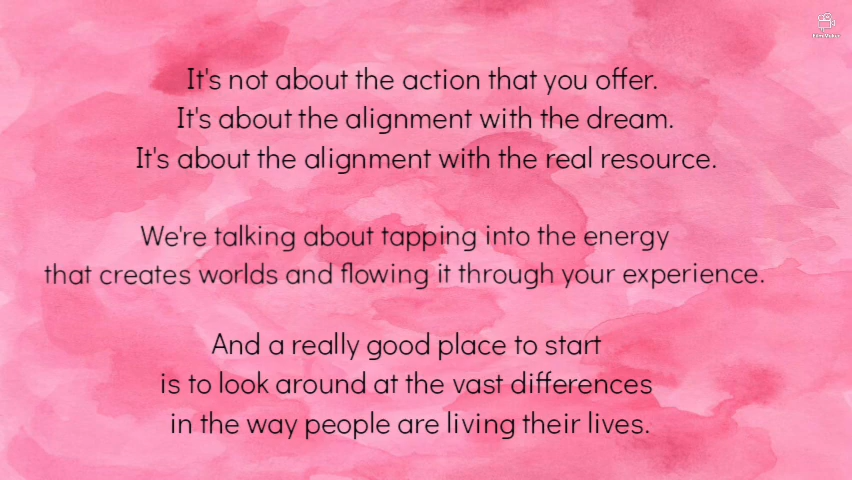 It's not about the action that you offer.
It's about the alignment with the dream.
It's about the alignment with the real resource.
We're talking about tapping into the energy
that creates worlds and flowing it through your experience.
And a really good place to start
is to look around at the vast differences
in the way people are living their lives.